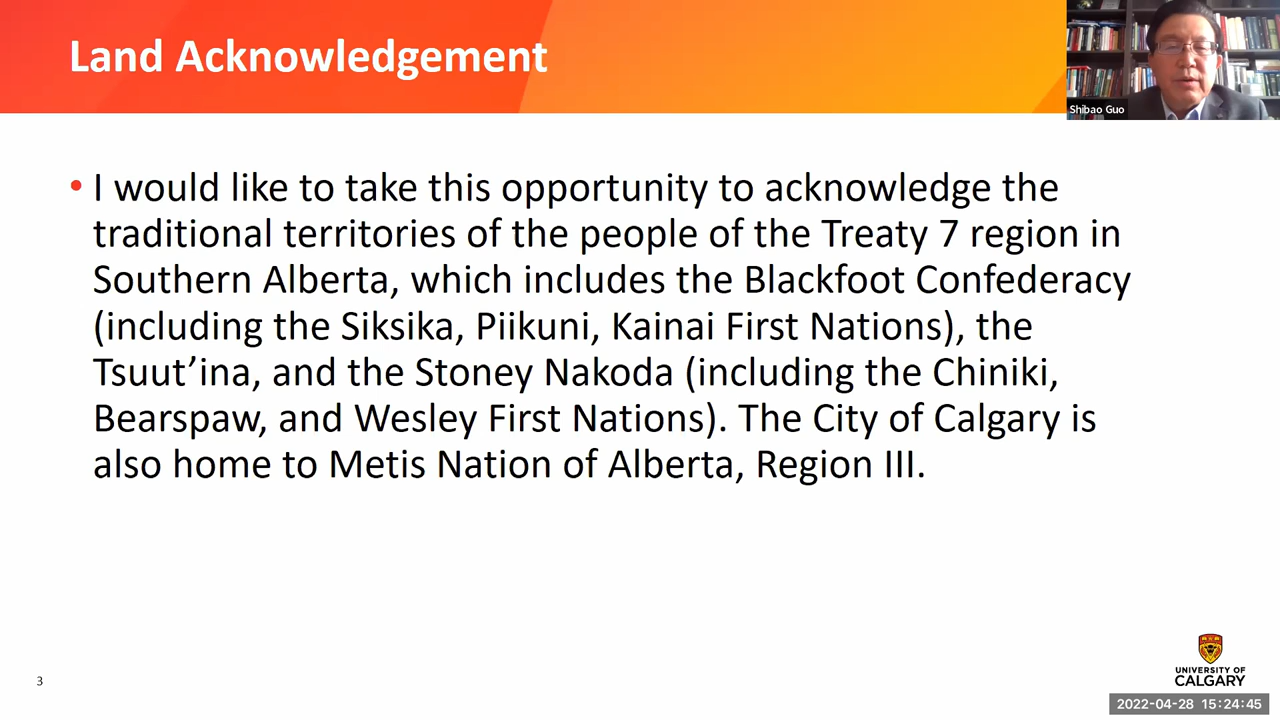 Land Acknowledgement
Shibao Guo
• I would like to take this opportunity to acknowledge the
traditional territories of the people of the Treaty 7 region in
Southern Alberta, which includes the Blackfoot Confederacy
(including the Siksika, Piikuni, Kainai First Nations), the
Tsuut’ina, and the Stoney Nakoda (including the Chiniki,
Bearspaw, and Wesley First Nations). The City of Calgary is
also home to Metis Nation of Alberta, Region III.
3
UNIVERSITY OF
CALGARY
2022-04-28 15:24:45